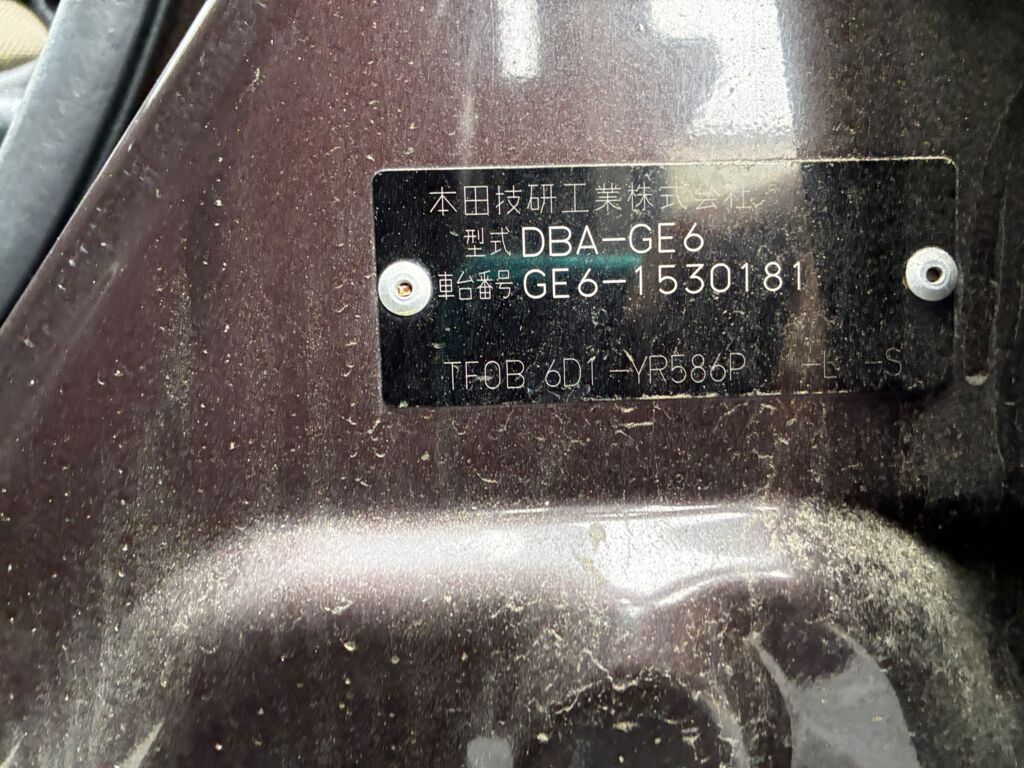 本田技研工業株式会社
型式 DBA-GE6
車台番号 GE6-1530181
TF0B 6D1 -YR586P -L -S